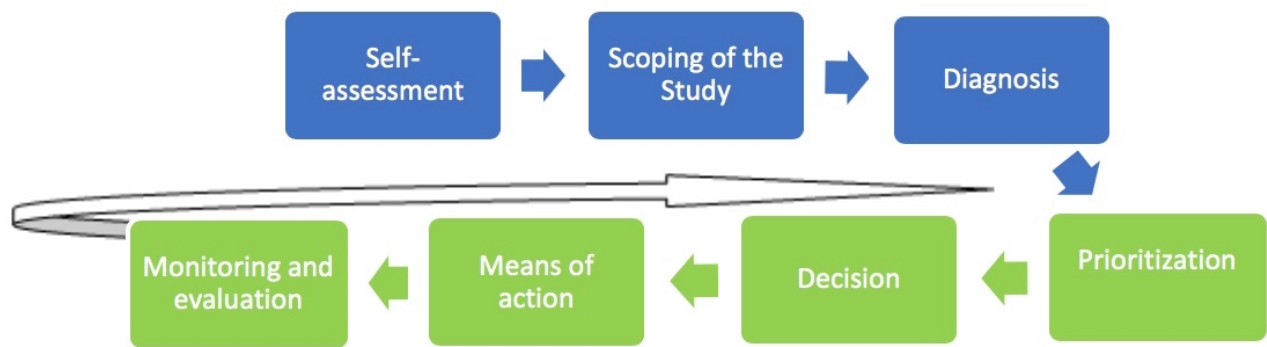 Self-
assessment
Scoping of the
Study
Diagnosis
Prioritization
Decision
Means of
action
Monitoring and
evaluation